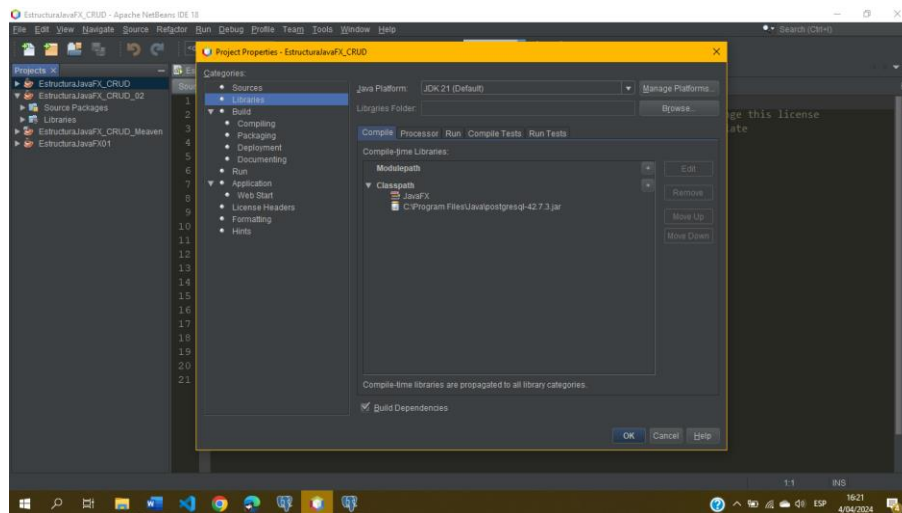 EstructuraJavaFX_CRUD - Apache NetBeans IDE 18
File Edit View Navigate Source Refactor Run Debug Profile Team Tools Window Help
Search (Ctrl+I)
Project Properties - EstructuraJavaFX_CRUD
Projects
EstructuraJavaFX_CRUD
EstructuraJavaFX_CRUD_02
Source Packages
Libraries
EstructuraJavaFX_CRUD_Meaven
EstructuraJavaFX01
1
2
3
4
5
6
7
8
9
10
11
12
13
14
15
16
17
18
19
20
21
nge this license
late
Categories:
Sources
Libraries
Build
Compiling
Packaging
Deployment
Documenting
Run
Application
Web Start
License Headers
Formatting
Hints
Java Platform: JDK 21 (Default) Manage Platforms...
Libraries Folder: Browse...
Compile Processor Run Compile Tests Run Tests
Compile-time Libraries:
Modulepath
Classpath
JavaFX
C:\Program Files\Java\postgresql-42.7.3.jar
Edit
Remove
Move Up
Move Down
Compile-time libraries are propagated to all library categories.
Build Dependencies
OK Cancel Help
1:1 INS
ESP
16:21
4/04/2024